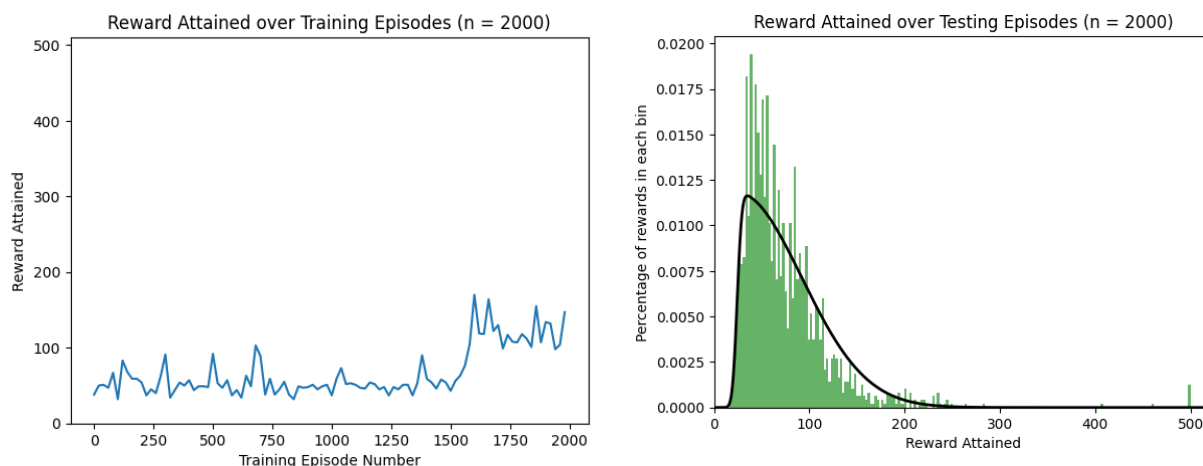 Reward Attained over Training Episodes (n = 2000)
500
400
300
200
100
0
Reward Attained
0 250 500 750 1000 1250 1500 1750 2000
Training Episode Number
Reward Attained over Testing Episodes (n = 2000)
0.0200
0.0175
0.0150
0.0125
0.0100
0.0075
0.0050
0.0025
0.0000
Percentage of rewards in each bin
0 100 200 300 400 500
Reward Attained